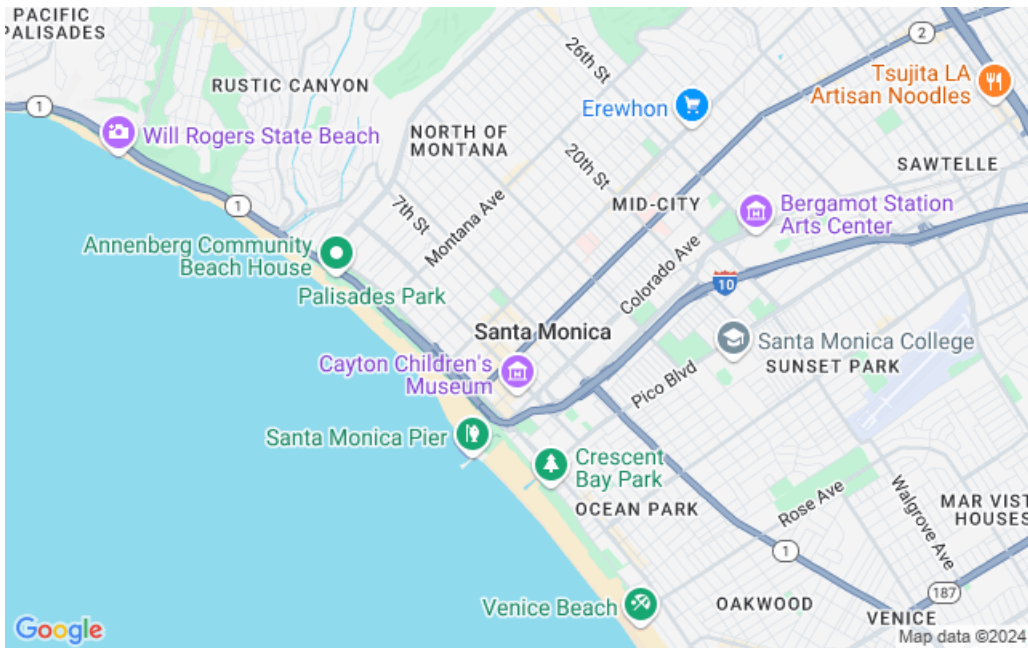 PACIFIC
PALISADES
26th St
2
Tsujita LA
Artisan Noodles
RUSTIC CANYON
1
Erewhon
Will Rogers State Beach
NORTH OF
MONTANA
20th St
SAWTELLE
7th St
Montana Ave
MID-CITY
1
Bergamot Station
Arts Center
Annenberg Community
Beach House
Colorado Ave
10
Palisades Park
Santa Monica
Santa Monica College
SUNSET PARK
Cayton Children's
Museum
Pico Blvd
Santa Monica Pier
Crescent
Bay Park
OCEAN PARK
Rose Ave
Walgrove Ave
MAR VIST
HOUSES
1
187
Venice Beach
OAKWOOD
VENICE
Google
Map data ©2024